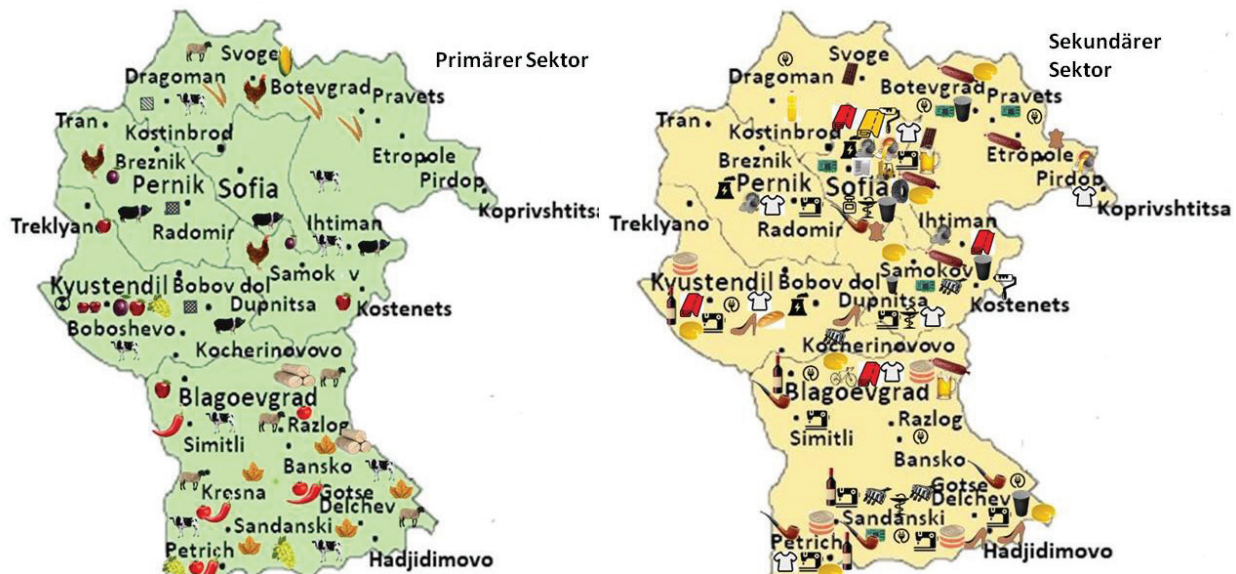 Primärer Sektor
Svoge
Dragoman
Botevgrad
Pravets
Tran
Kostinbrod
Breznik
Etropole
Pirdop
Pernik
Sofia
Koprivshtitsa
Treklyano
Radomir
Ihtiman
Samok v
Kyustendil
Bobov dol
Dupnitsa
Kostenets
Boboshevo
Kocherinovovo
Blagoevgrad
Razlog
Simitli
Bansko
Kresna
Gotse
Delchev
Sandanski
Petrich
Hadjidimovo
Sekundärer
Sektor
Svoge
Dragoman
Botevgrad
Pravets
Tran
Kostinbrod
Breznik
Etropole
Pirdop
Pernik
Sofia
Koprivshtitsa
Treklyano
Radomir
Ihtiman
Samokov
Kyustendil
Bobov dol
Dupnitsa
Kostenets
Kocherinovovo
Blagoevgrad
Razlog
Simitli
Bansko
Gotse
Delchev
Sandanski
Petrich
Hadjidimovo